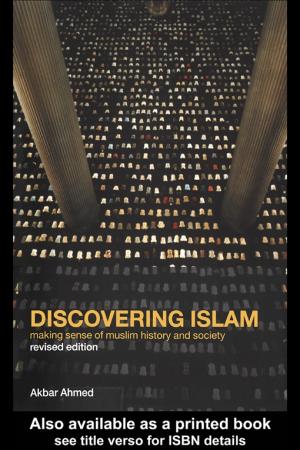 DISCOVERING ISLAM
making sense of muslim history and society
revised edition
Akbar Ahmed
Also available as a printed book
see title verso for ISBN details